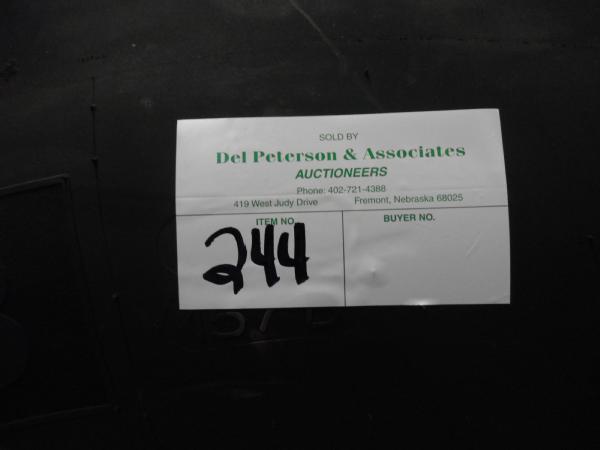 SOLD BY
Del Peterson & Associates
AUCTIONEERS
Phone: 402-721-4388
419 West Judy Drive Fremont, Nebraska 68025
ITEM NO. BUYER NO.
244